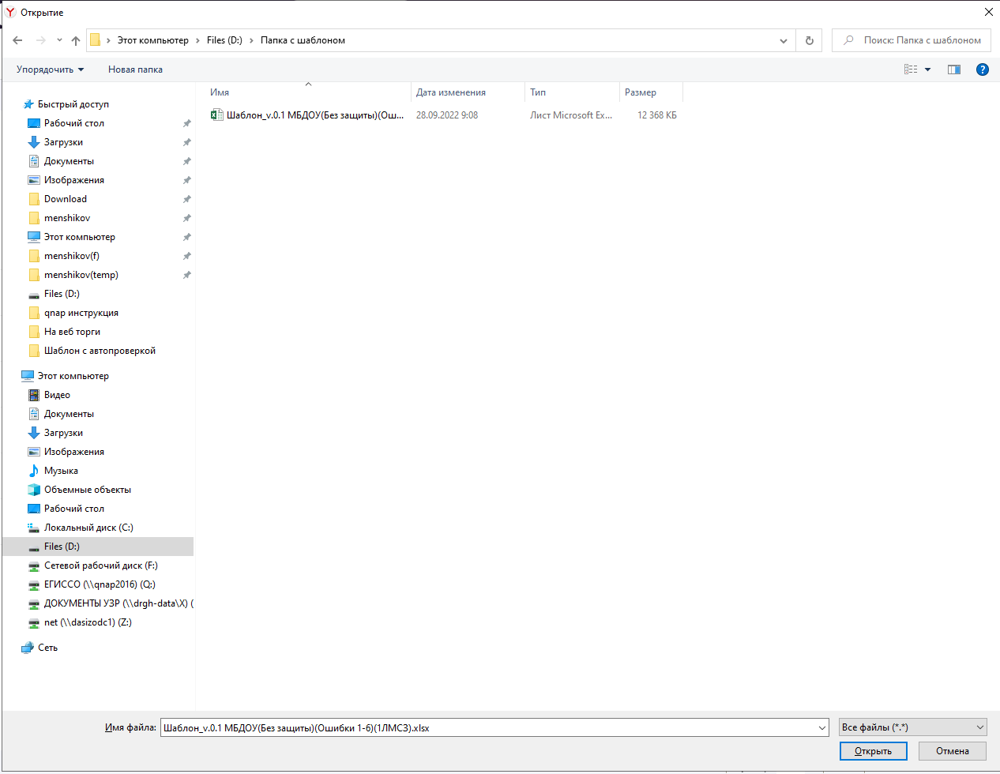 Открытие
Этот компьютер > Files (D:) > Папка с шаблоном
Поиск: Папка с шаблоном
Упорядочить Новая папка
Имя Дата изменения Тип Размер
Шаблон_v.0.1 МБДОУ(Без защиты)(Ош... 28.09.2022 9:08 Лист Microsoft Ex... 12 368 КБ
Быстрый доступ
Рабочий стол
Загрузки
Документы
Изображения
Download
menshikov
Этот компьютер
menshikov(f)
menshikov(temp)
Files (D:)
qnap инструкция
На веб торги
Шаблон с автопроверкой
Этот компьютер
Видео
Документы
Загрузки
Изображения
Музыка
Объемные объекты
Рабочий стол
Локальный диск (C:)
Files (D:)
Сетевой рабочий диск (F:)
ЕГИССО (\\qnap2016) (Q:)
ДОКУМЕНТЫ УЗР (\\drgh-data\X) (
net (\\dasizodc1) (Z:)
Сеть
Имя файла: Шаблон_v.0.1 МБДОУ(Без защиты)(Ошибки 1-6)(1ЛМСЗ).xlsx
Все файлы (*.*)
Открыть Отмена